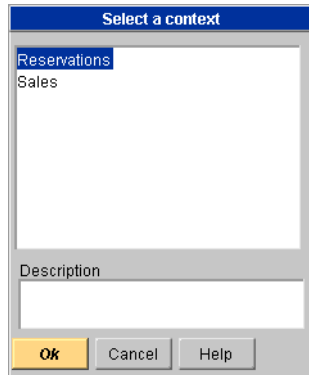 Select a context
Reservations
Sales
Description
Ok Cancel Help